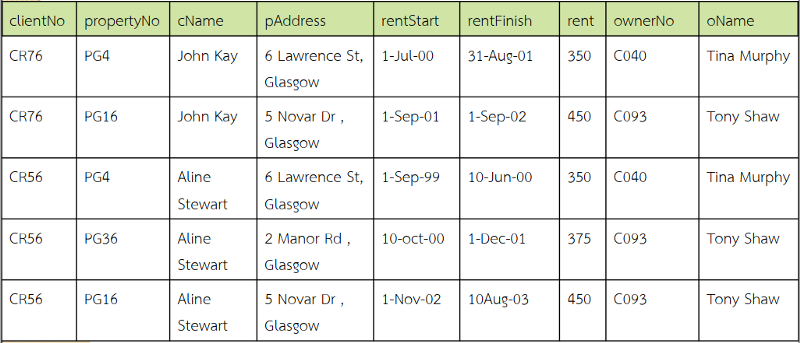 clientNo propertyNo cName pAddress rentStart rentFinish rent ownerNo oName
CR76 PG4 John Kay 6 Lawrence St, 1-Jul-00 31-Aug-01 350 C040 Tina Murphy
Glasgow
CR76 PG16 John Kay 5 Novar Dr , 1-Sep-01 1-Sep-02 450 C093 Tony Shaw
Glasgow
CR56 PG4 Aline 6 Lawrence St, 1-Sep-99 10-Jun-00 350 C040 Tina Murphy
Stewart Glasgow
CR56 PG36 Aline 2 Manor Rd , 10-oct-00 1-Dec-01 375 C093 Tony Shaw
Stewart Glasgow
CR56 PG16 Aline 5 Novar Dr , 1-Nov-02 10Aug-03 450 C093 Tony Shaw
Stewart Glasgow